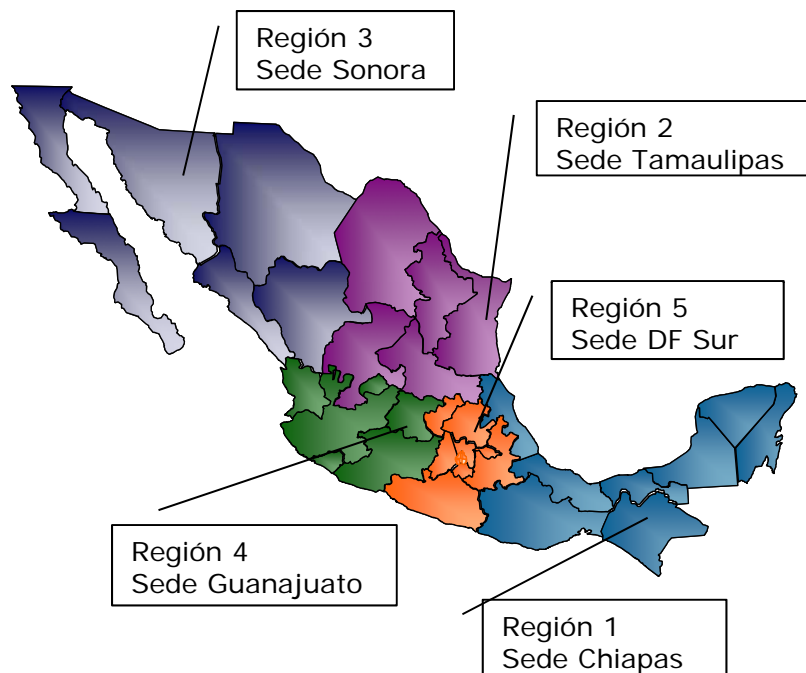 Región 3
Sede Sonora
Región 2
Sede Tamaulipas
Región 5
Sede DF Sur
Región 4
Sede Guanajuato
Región 1
Sede Chiapas